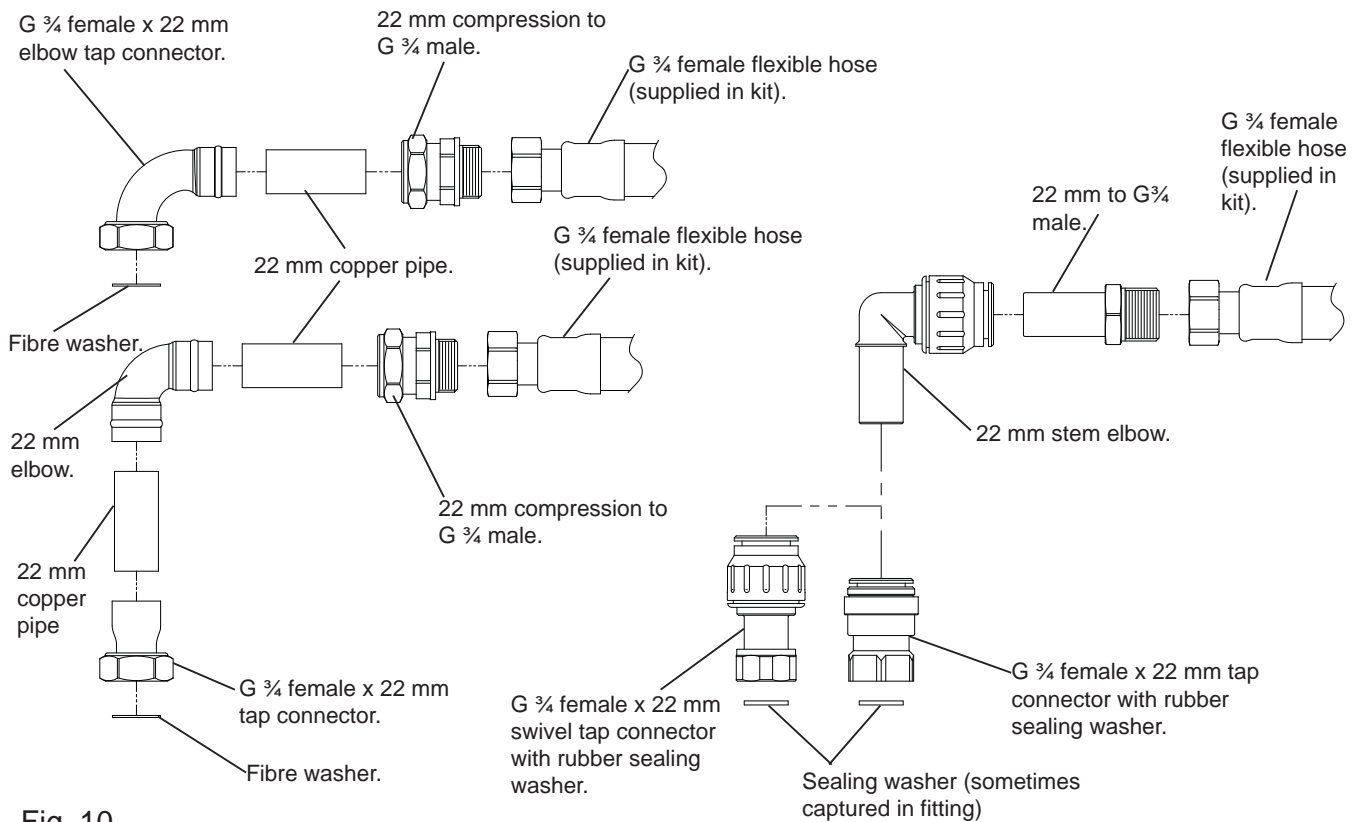 G ¾ female x 22 mm
elbow tap connector.
22 mm compression to
G ¾ male.
G ¾ female flexible hose
(supplied in kit).
G ¾ female
flexible hose
(supplied in
kit).
22 mm to G¾
male.
22 mm copper pipe.
G ¾ female flexible hose
(supplied in kit).
Fibre washer.
22 mm
elbow.
22 mm stem elbow.
22 mm compression to
G ¾ male.
22 mm
copper
pipe
G ¾ female x 22 mm
tap connector.
Fibre washer.
G ¾ female x 22 mm
swivel tap connector
with rubber sealing
washer.
G ¾ female x 22 mm tap
connector with rubber
sealing washer.
Sealing washer (sometimes
captured in fitting)
Fig. 10